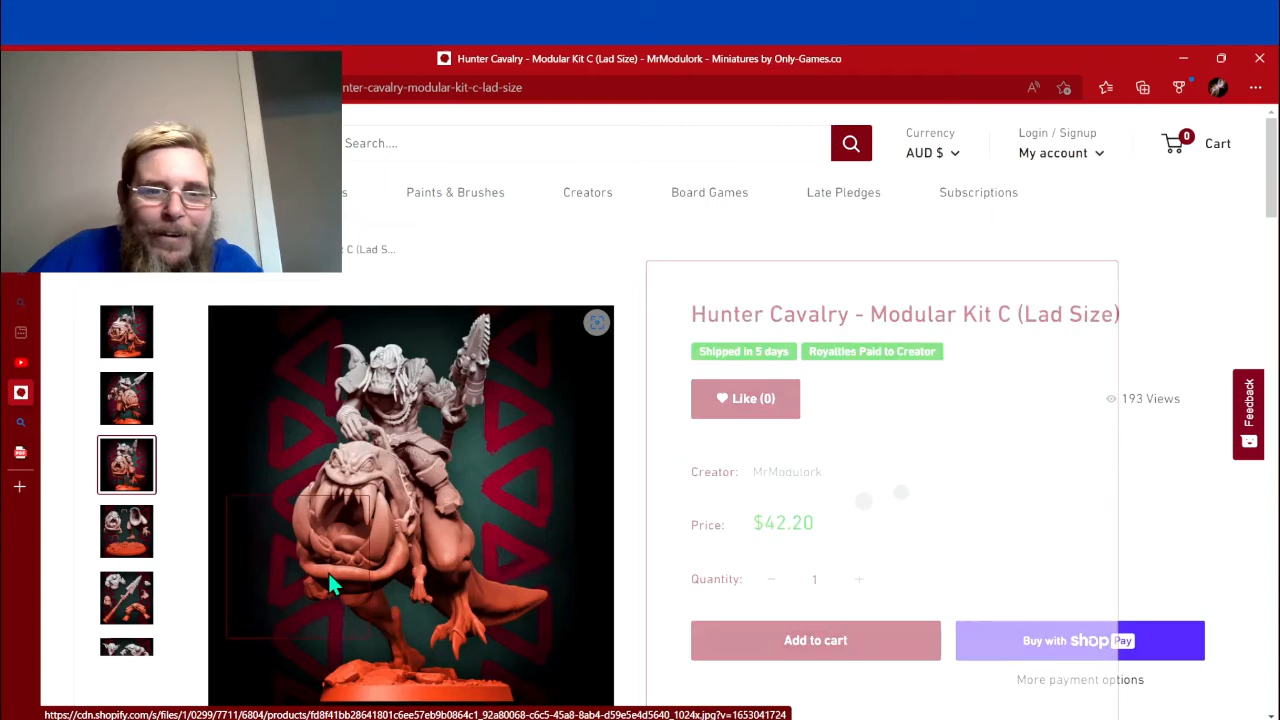 Hunter Cavalry - Modular Kit C (Lad Size) - MrModulork - Miniatures by Only-Games.co
nter-cavalry-modular-kit-c-lad-size
Search....
Currency
AUD $
Login / Signup
My account
0
Cart
s
Paints & Brushes
Creators
Board Games
Late Pledges
Subscriptions
t C (Lad S...
Hunter Cavalry - Modular Kit C (Lad Size)
Shipped in 5 days
Royalties Paid to Creator
Like (0)
193 Views
Feedback
Creator: MrModulork
Price: $42.20
Quantity: − 1 +
Add to cart
Buy with shop Pay
More payment options
https://cdn.shopify.com/s/files/1/0299/7711/6804/products/fd8f41bb28641801c6ee57eb9b0864c1_92a80068-c6c5-45a8-8ab4-d59e5e4d5640_1024x.jpg?v=1653041724